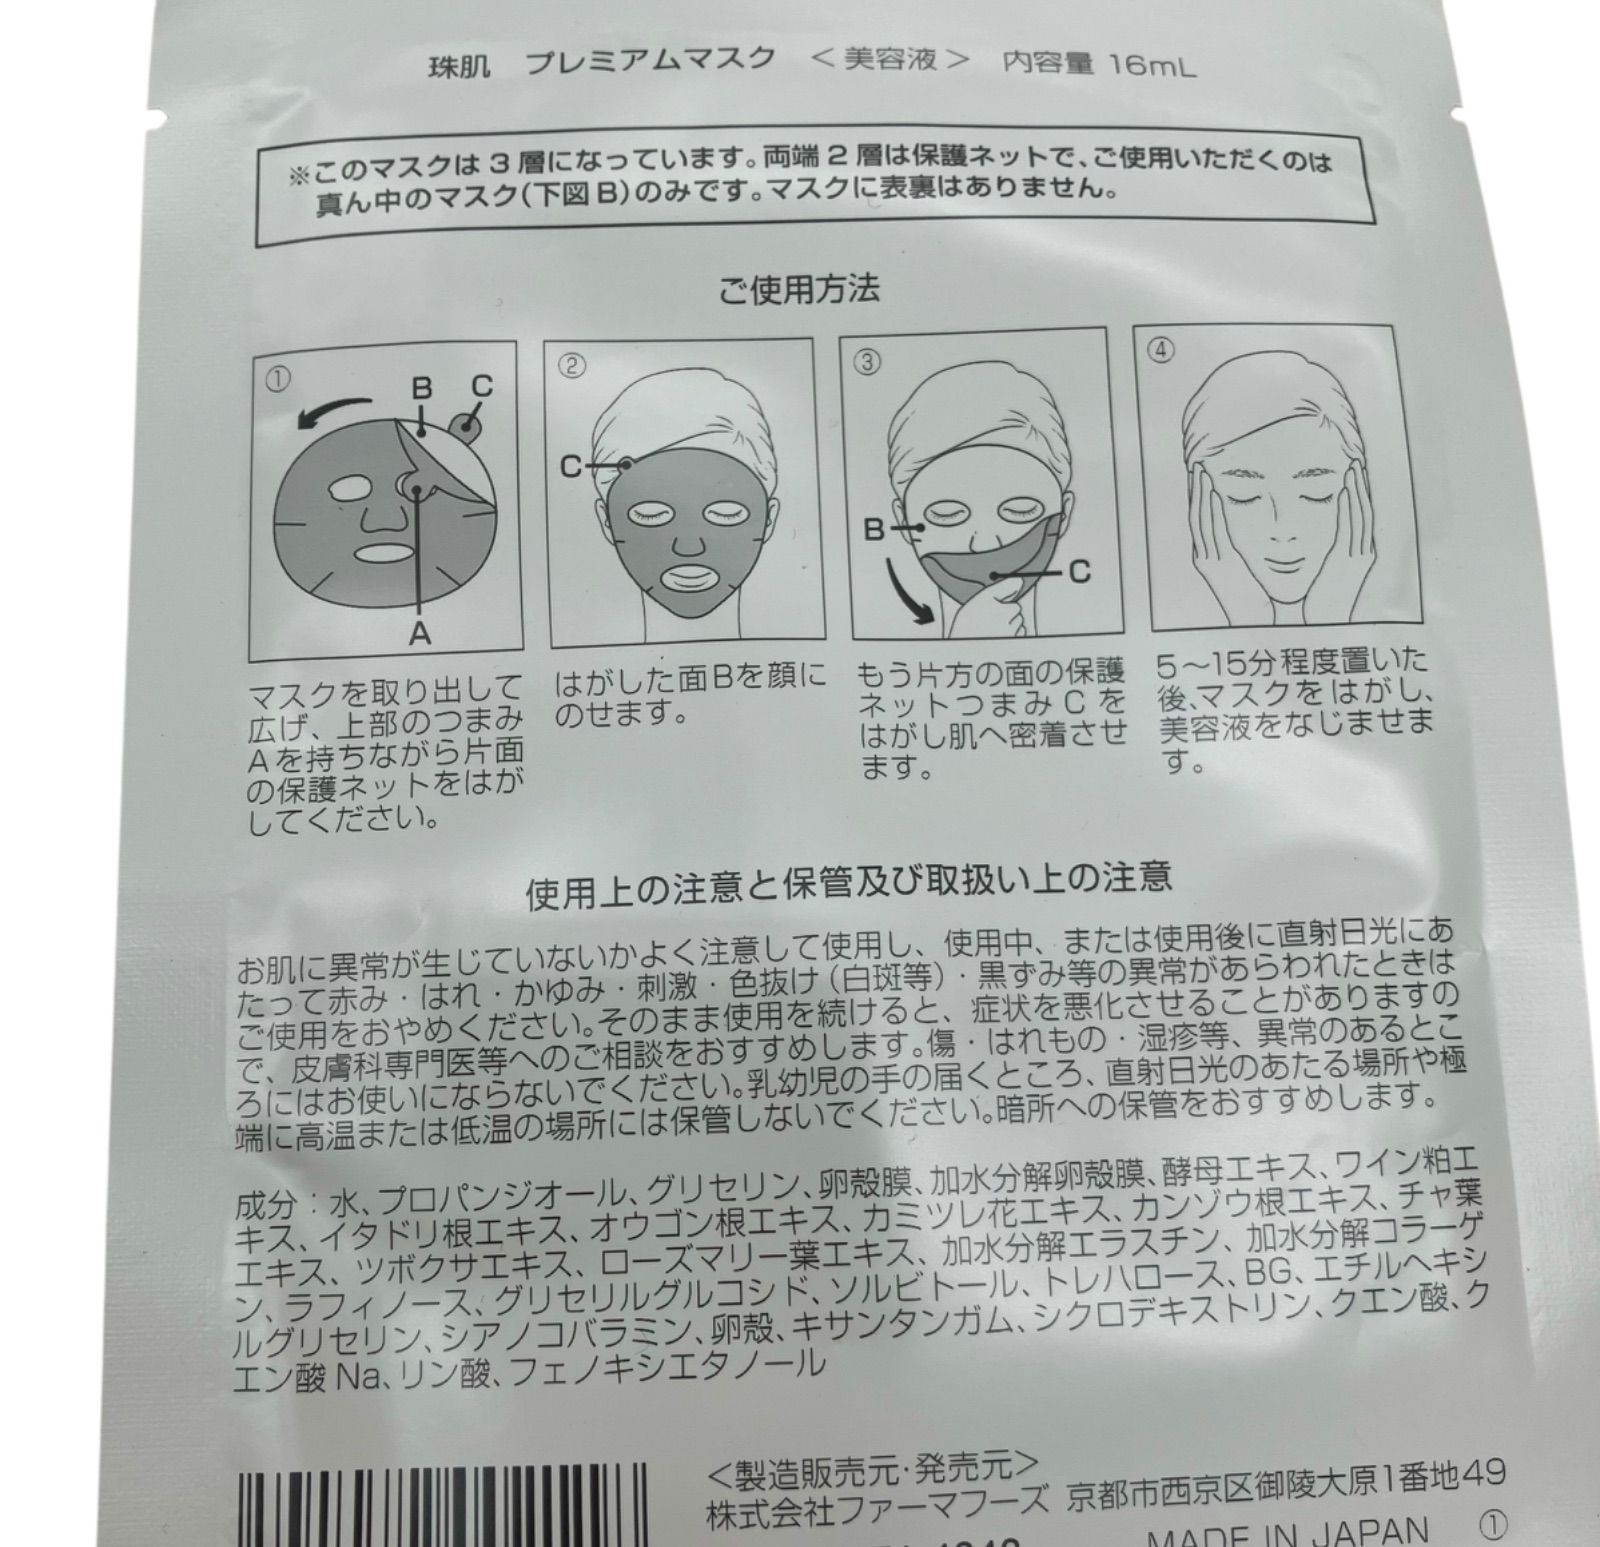 珠肌 プレミアムマスク <美容液> 内容量 16mL
※このマスクは3層になっています。両端2層は保護ネットで、ご使用いただくのは
真ん中のマスク(下図B)のみです。マスクに表裏はありません。
ご使用方法
①
B
C
A
マスクを取り出して
広げ、上部のつまみ
Aを持ちながら片面
の保護ネットをはが
してください。
②
C
はがした面Bを顔に
のせます。
③
B
C
もう片方の面の保護
ネットつまみCを
はがし肌へ密着させ
ます。
④
5〜15分程度置いた
後、マスクをはがし、
美容液をなじませま
す。
使用上の注意と保管及び取扱い上の注意
お肌に異常が生じていないかよく注意して使用し、使用中、または使用後に直射日光にあ
たって赤み・はれ・かゆみ・刺激・色抜け(白斑等)・黒ずみ等の異常があらわれたときは
ご使用をおやめください。そのまま使用を続けると、症状を悪化させることがありますの
で、皮膚科専門医等へのご相談をおすすめします。傷・はれもの・湿疹等、異常のあるとこ
ろにはお使いにならないでください。乳幼児の手の届くところ、直射日光のあたる場所や極
端に高温または低温の場所には保管しないでください。暗所への保管をおすすめします。
成分:水、プロパンジオール、グリセリン、卵殻膜、加水分解卵殻膜、酵母エキス、ワイン粕エ
キス、イタドリ根エキス、オウゴン根エキス、カミツレ花エキス、カンゾウ根エキス、チャ葉
エキス、ツボクサエキス、ローズマリー葉エキス、加水分解エラスチン、加水分解コラーゲ
ン、ラフィノース、グリセリルグルコシド、ソルビトール、トレハロース、BG、エチルヘキシ
ルグリセリン、シアノコバラミン、卵殻、キサンタンガム、シクロデキストリン、クエン酸、ク
エン酸Na、リン酸、フェノキシエタノール
<製造販売元・発売元>
株式会社ファーマフーズ 京都市西京区御陵大原1番地49
MADE IN JAPAN ①